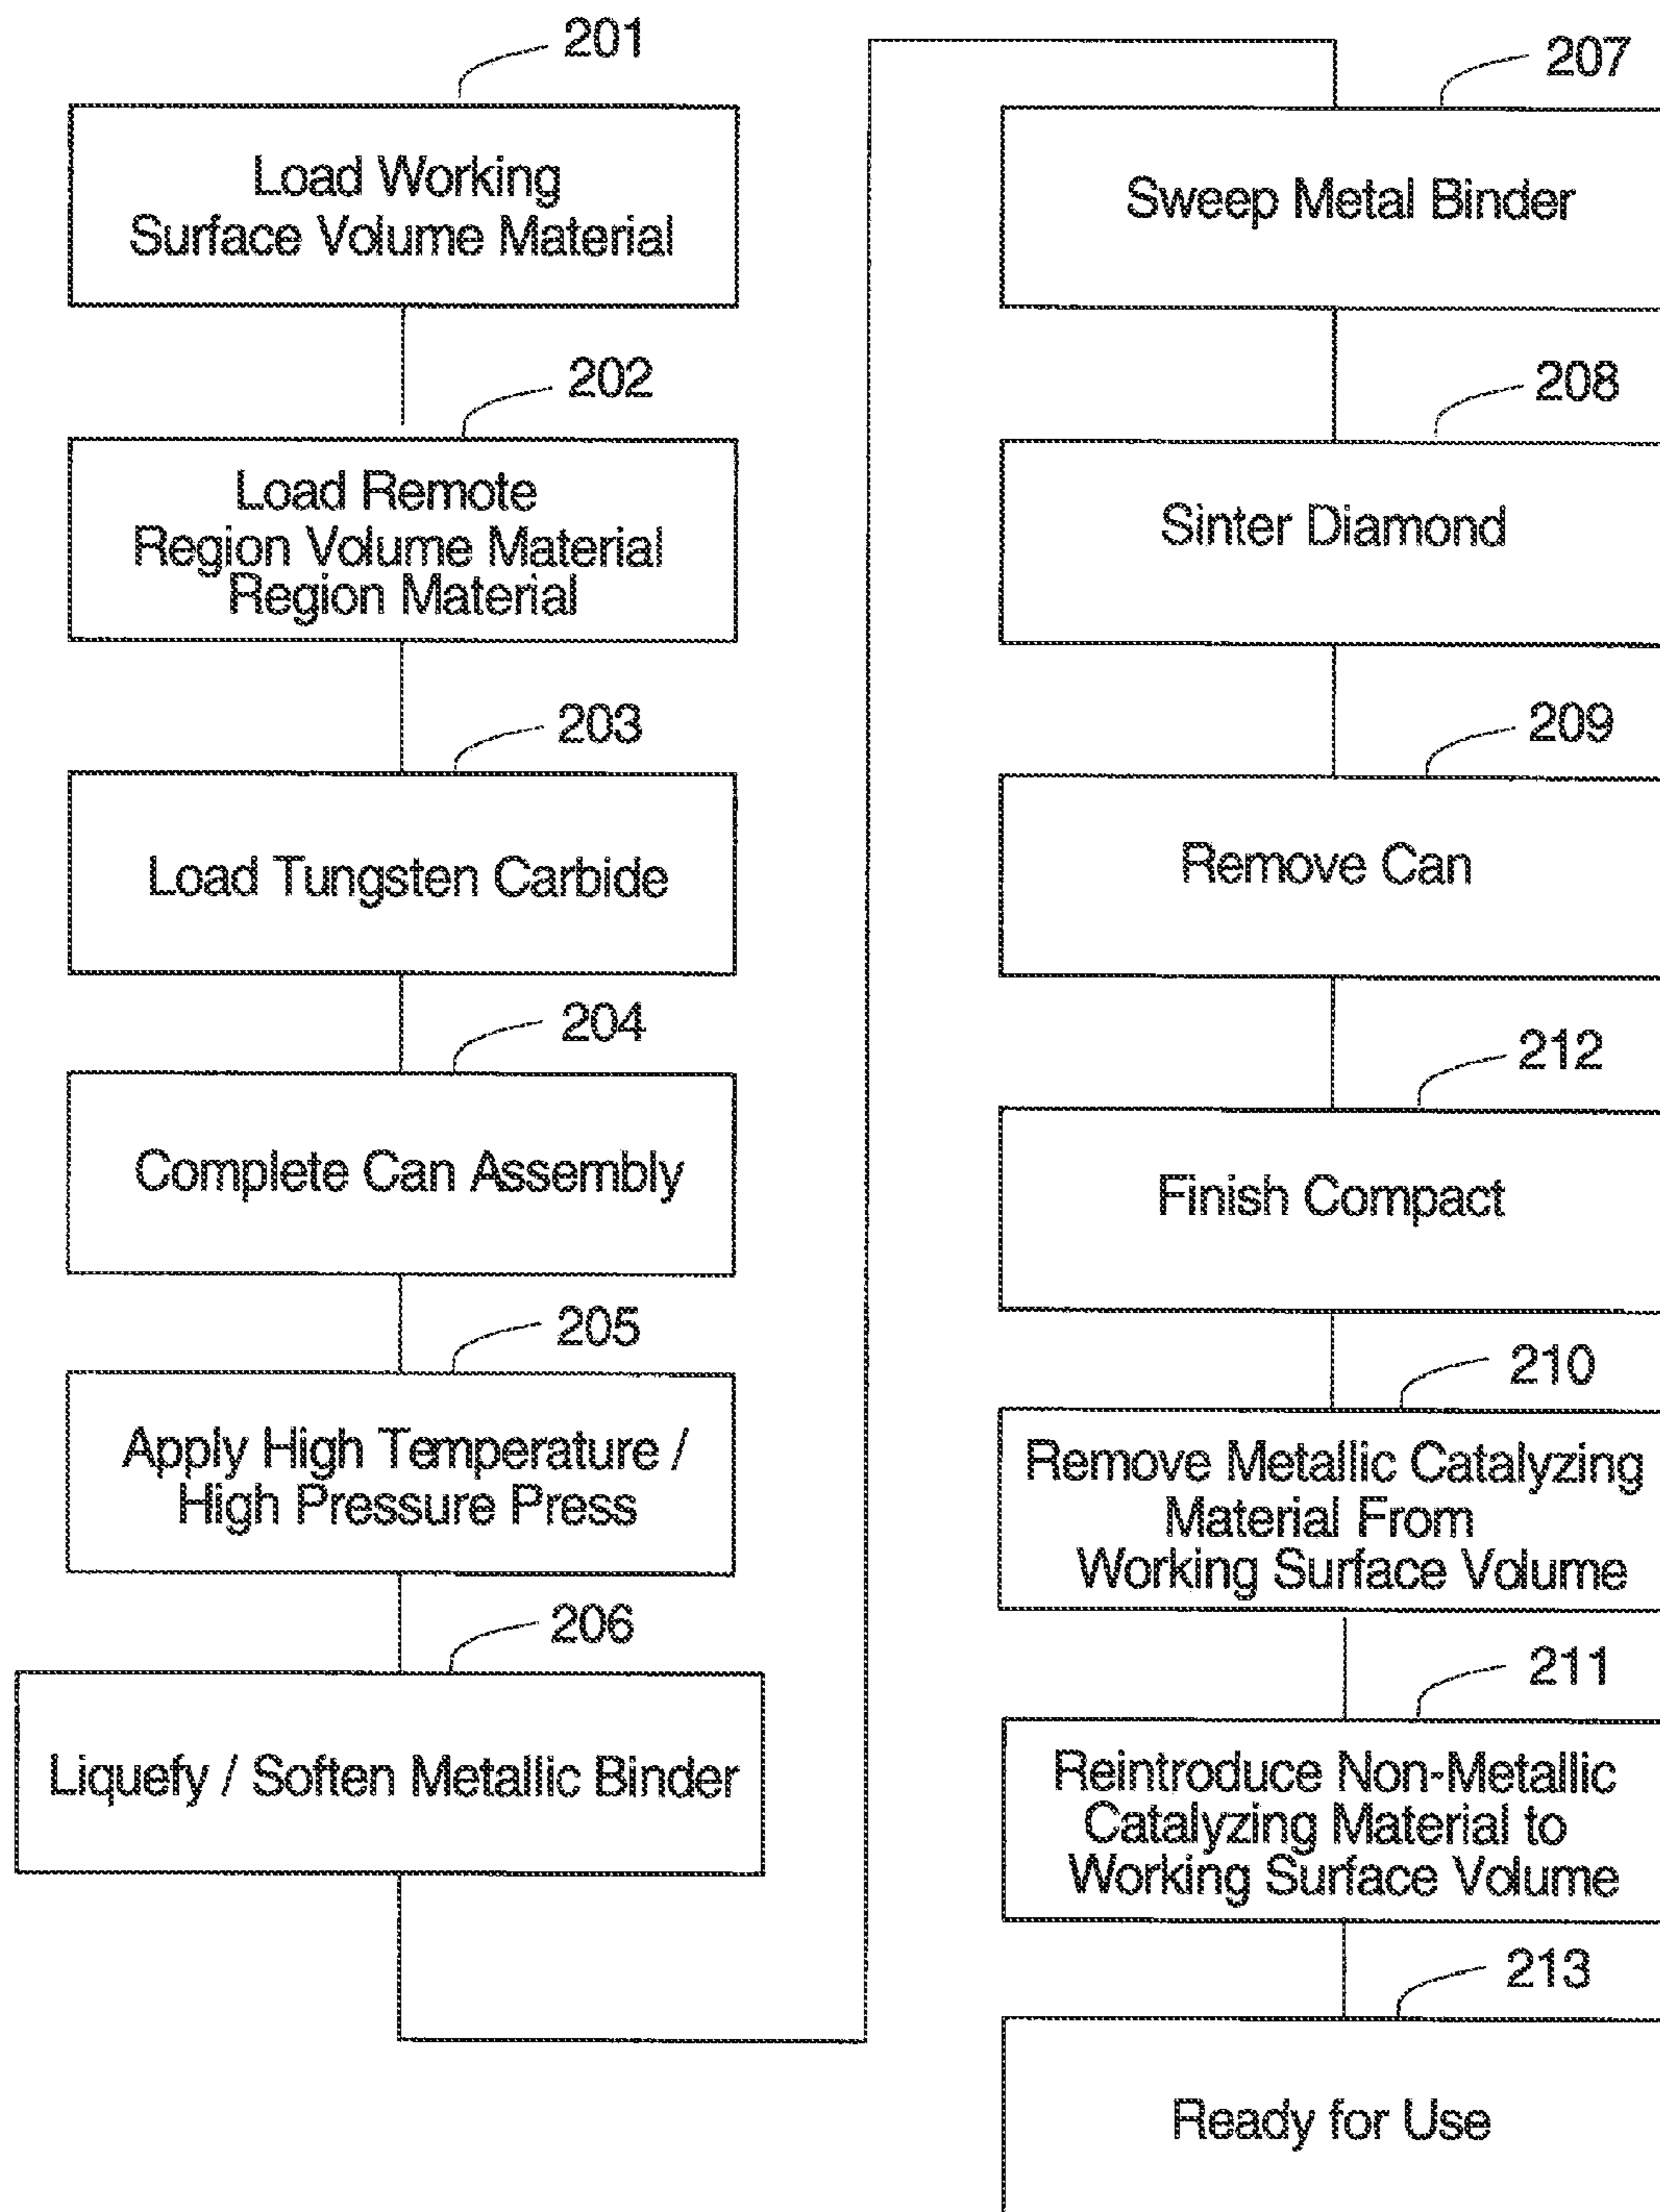 201
Load Working
Surface Volume Material
202
Load Remote
Region Volume Material
Region Material
203
Load Tungsten Carbide
204
Complete Can Assembly
205
Apply High Temperature /
High Pressure Press
206
Liquefy / Soften Metallic Binder
207
Sweep Metal Binder
208
Sinter Diamond
209
Remove Can
212
Finish Compact
210
Remove Metallic Catalyzing
Material From
Working Surface Volume
211
Reintroduce Non-Metallic
Catalyzing Material to
Working Surface Volume
213
Ready for Use